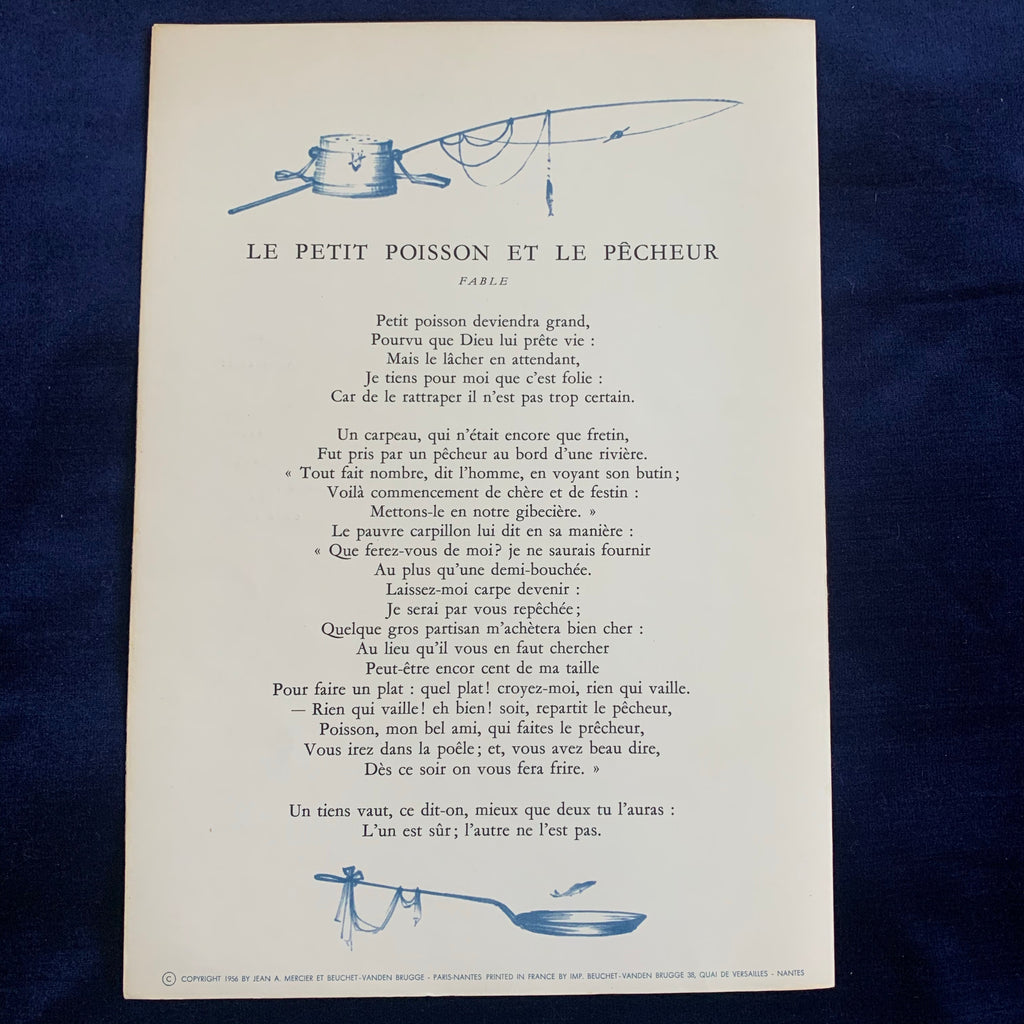 LE PETIT POISSON ET LE PÊCHEUR
FABLE
Petit poisson deviendra grand,
Pourvu que Dieu lui prête vie :
Mais le lâcher en attendant,
Je tiens pour moi que c'est folie :
Car de le rattraper il n'est pas trop certain.
Un carpeau, qui n'était encore que fretin,
Fut pris par un pêcheur au bord d'une rivière.
« Tout fait nombre, dit l'homme, en voyant son butin ;
Voilà commencement de chère et de festin :
Mettons-le en notre gibecière. »
Le pauvre carpillon lui dit en sa manière :
« Que ferez-vous de moi? je ne saurais fournir
Au plus qu'une demi-bouchée.
Laissez-moi carpe devenir :
Je serai par vous repêchée ;
Quelque gros partisan m'achètera bien cher :
Au lieu qu'il vous en faut chercher
Peut-être encor cent de ma taille
Pour faire un plat : quel plat! croyez-moi, rien qui vaille.
— Rien qui vaille! eh bien! soit, repartit le pêcheur,
Poisson, mon bel ami, qui faites le prêcheur,
Vous irez dans la poêle ; et, vous avez beau dire,
Dès ce soir on vous fera frire. »
Un tiens vaut, ce dit-on, mieux que deux tu l'auras :
L'un est sûr ; l'autre ne l'est pas.
© COPYRIGHT 1956 BY JEAN A. MERCIER ET BEUCHET-VANDEN BRUGGE - PARIS-NANTES PRINTED IN FRANCE BY IMP. BEUCHET-VANDEN BRUGGE 38, QUAI DE VERSAILLES - NANTES